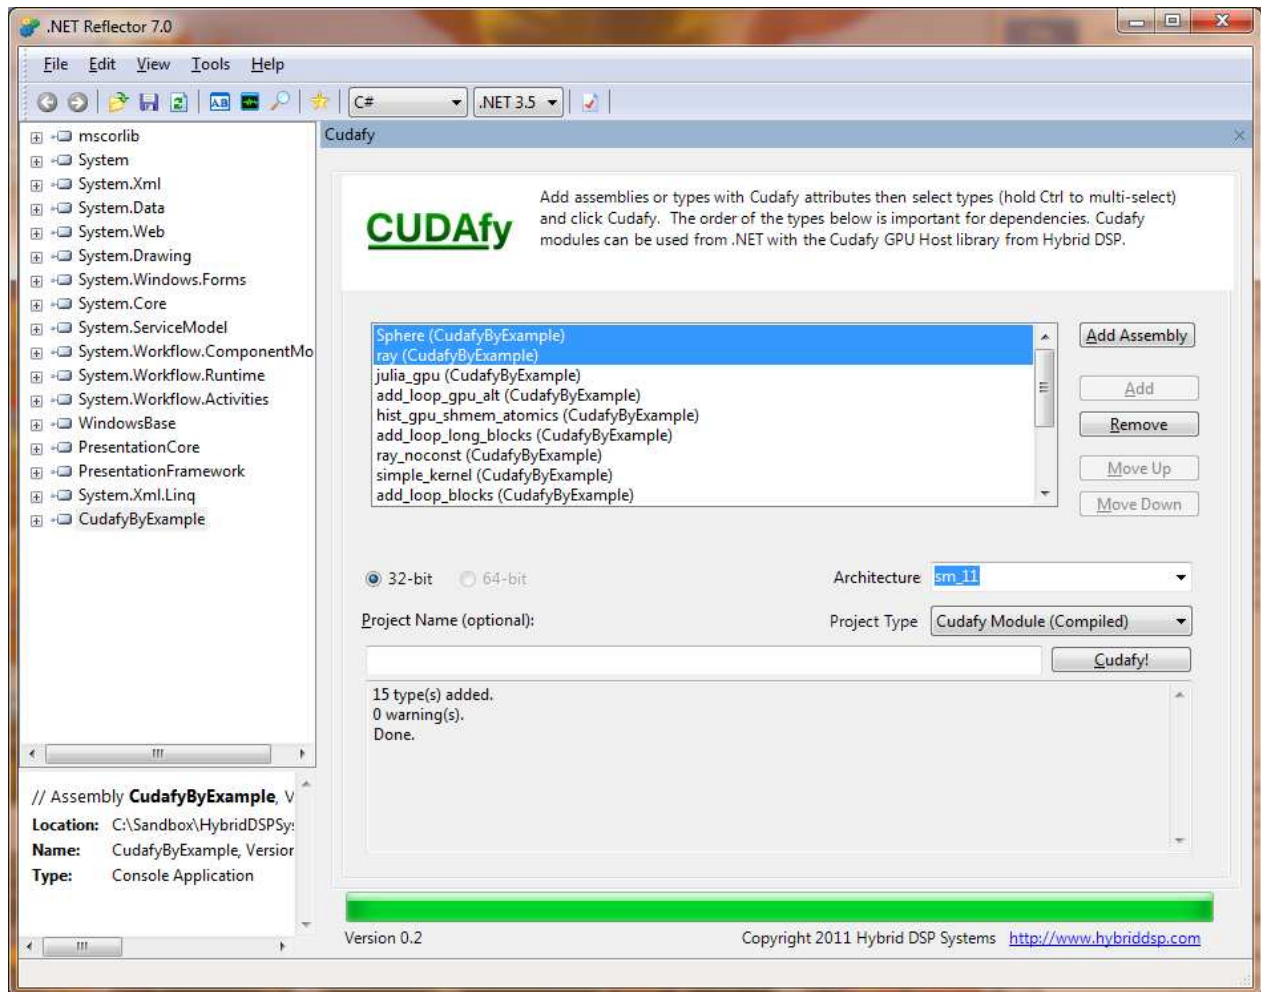 .NET Reflector 7.0
File Edit View Tools Help
C# .NET 3.5
mscorlib
System
System.Xml
System.Data
System.Web
System.Drawing
System.Windows.Forms
System.Core
System.ServiceModel
System.Workflow.ComponentMo
System.Workflow.Runtime
System.Workflow.Activities
WindowsBase
PresentationCore
PresentationFramework
System.Xml.Linq
CudafyByExample
// Assembly CudafyByExample, V
Location: C:\Sandbox\HybridDSPSy
Name: CudafyByExample, Version
Type: Console Application
Cudafy
CUDAfy
Add assemblies or types with Cudafy attributes then select types (hold Ctrl to multi-select)
and click Cudafy. The order of the types below is important for dependencies. Cudafy
modules can be used from .NET with the Cudafy GPU Host library from Hybrid DSP.
Sphere (CudafyByExample)
ray (CudafyByExample)
julia_gpu (CudafyByExample)
add_loop_gpu_alt (CudafyByExample)
hist_gpu_shmem_atomics (CudafyByExample)
add_loop_long_blocks (CudafyByExample)
ray_noconst (CudafyByExample)
simple_kernel (CudafyByExample)
add_loop_blocks (CudafyByExample)
Add Assembly
Add
Remove
Move Up
Move Down
32-bit 64-bit
Architecture sm_11
Project Name (optional):
Project Type Cudafy Module (Compiled)
Cudafy!
15 type(s) added.
0 warning(s).
Done.
Version 0.2
Copyright 2011 Hybrid DSP Systems http://www.hybriddsp.com